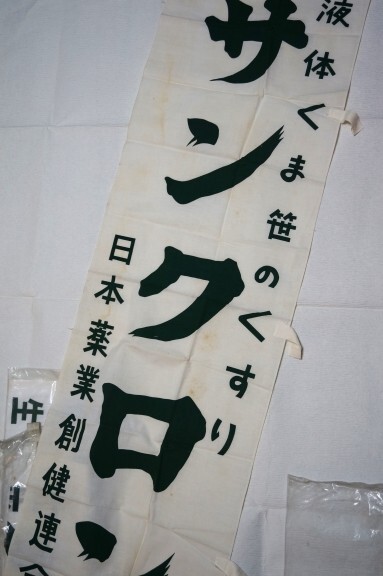 液体くま笹のくすり
サンクロン
日本薬業創健連会